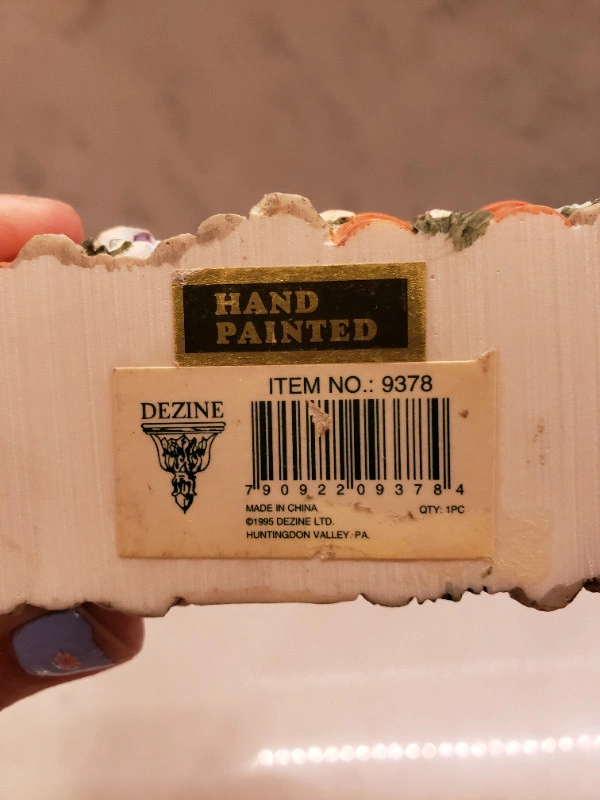 HAND
PAINTED
ITEM NO.: 9378
DEZINE
7 90922 09378 4
MADE IN CHINA
QTY: 1PC
©1995 DEZINE LTD.
HUNTINGDON VALLEY. PA.